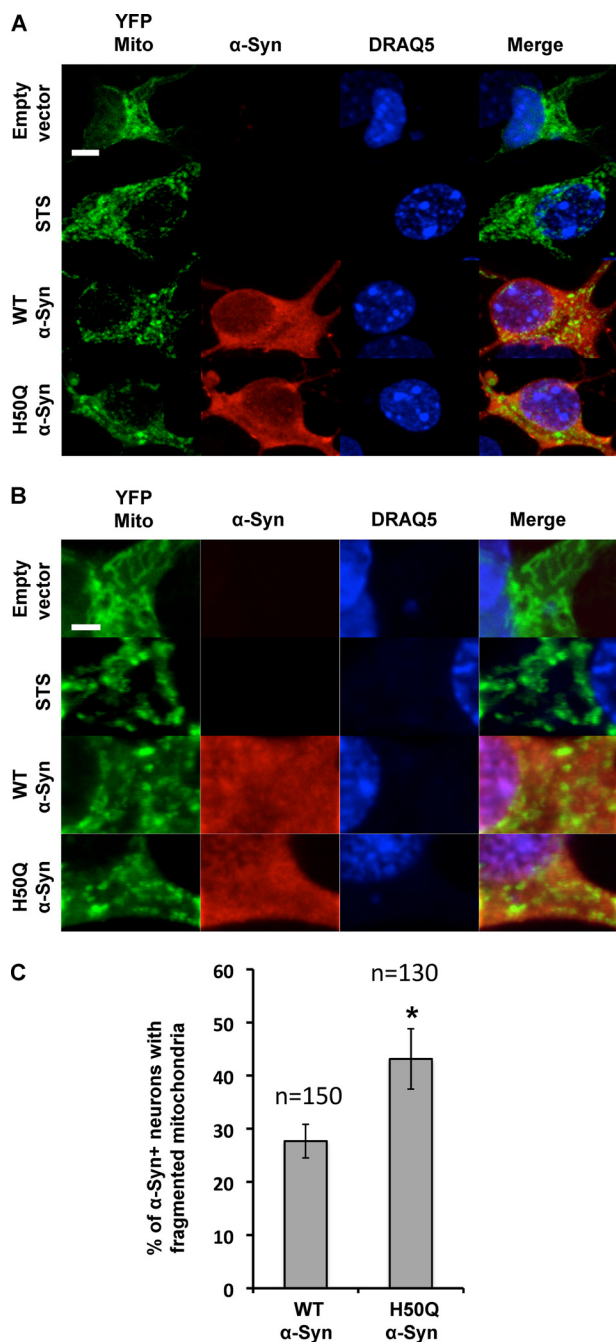 A
YFP
Mito
α-Syn
DRAQ5
Merge
Empty
vector
STS
WT
α-Syn
H50Q
α-Syn
B
YFP
Mito
α-Syn
DRAQ5
Merge
Empty
vector
STS
WT
α-Syn
H50Q
α-Syn
C
% of α-Syn+ neurons with
fragmented mitochondria
60
50
40
30
20
10
0
n=150
n=130
*
WT
α-Syn
H50Q
α-Syn